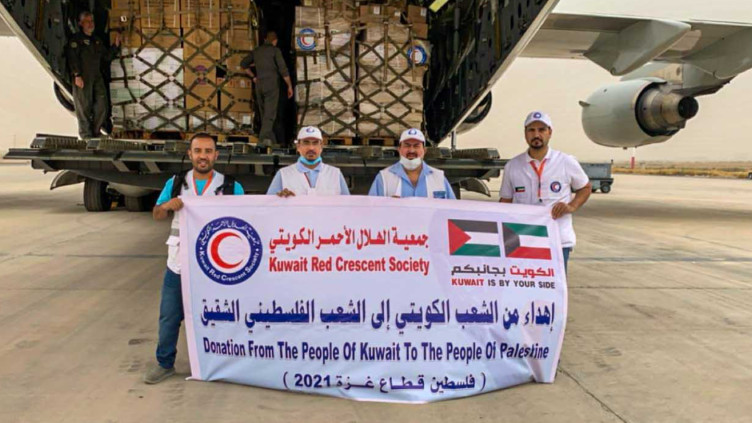 جمعية الهلال الأحمر الكويتي
Kuwait Red Crescent Society
الكويت بجانبكم
KUWAIT IS BY YOUR SIDE
إهداء من الشعب الكويتي إلى الشعب الفلسطيني الشقيق
Donation From The People Of Kuwait To The People Of Palestine
( فلسطين قطاع غزة 2021 )